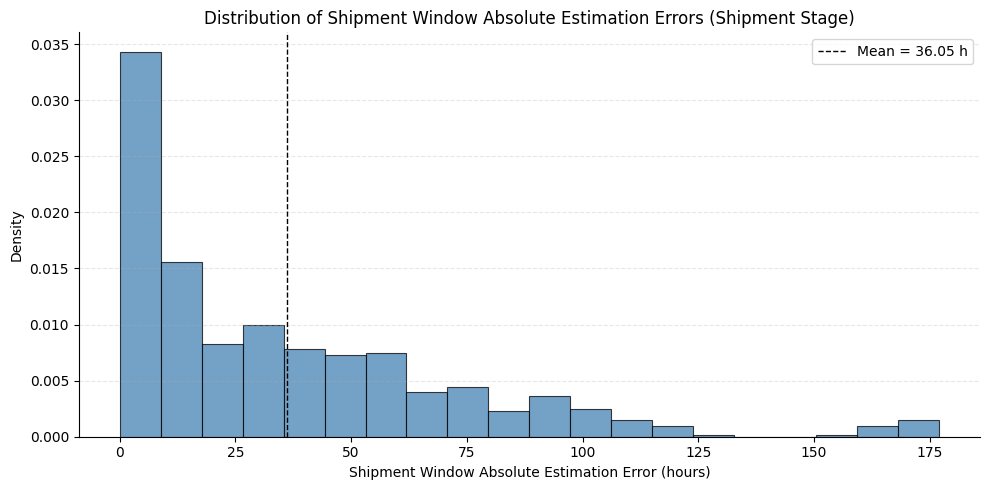 Distribution of Shipment Window Absolute Estimation Errors (Shipment Stage)
Mean = 36.05 h
0.035
0.030
0.025
0.020
0.015
0.010
0.005
0.000
Density
0 25 50 75 100 125 150 175
Shipment Window Absolute Estimation Error (hours)